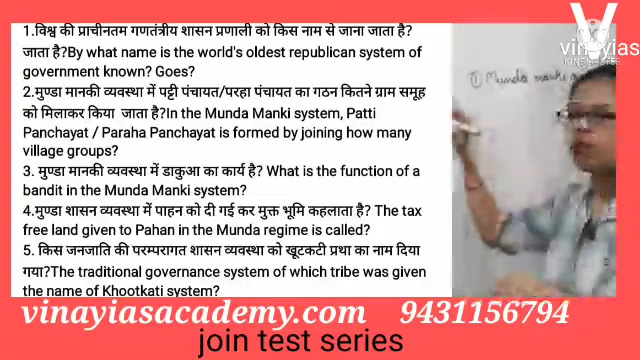 1.विश्व की प्राचीनतम गणतंत्रीय शासन प्रणाली को किस नाम से जाना जाता है?
जाता है?By what name is the world's oldest republican system of
government known? Goes?
2.मुण्डा मानकी व्यवस्था में पट्टी पंचायत/परहा पंचायत का गठन कितने ग्राम समूह
को मिलाकर किया जाता है?In the Munda Manki system, Patti
Panchayat / Paraha Panchayat is formed by joining how many
village groups?
3. मुण्डा मानकी व्यवस्था में डाकुआ का कार्य है? What is the function of a
bandit in the Munda Manki system?
4.मुण्डा शासन व्यवस्था में पाहन को दी गई कर मुक्त भूमि कहलाता है? The tax
free land given to Pahan in the Munda regime is called?
5. किस जनजाति की परम्परागत शासन व्यवस्था को खूटकटी प्रथा का नाम दिया
गया?The traditional governance system of which tribe was given
the name of Khootkati system?
vinayias
KINEMASTER
① Munda manki
vinayiasacademy.com 9431156794
join test series